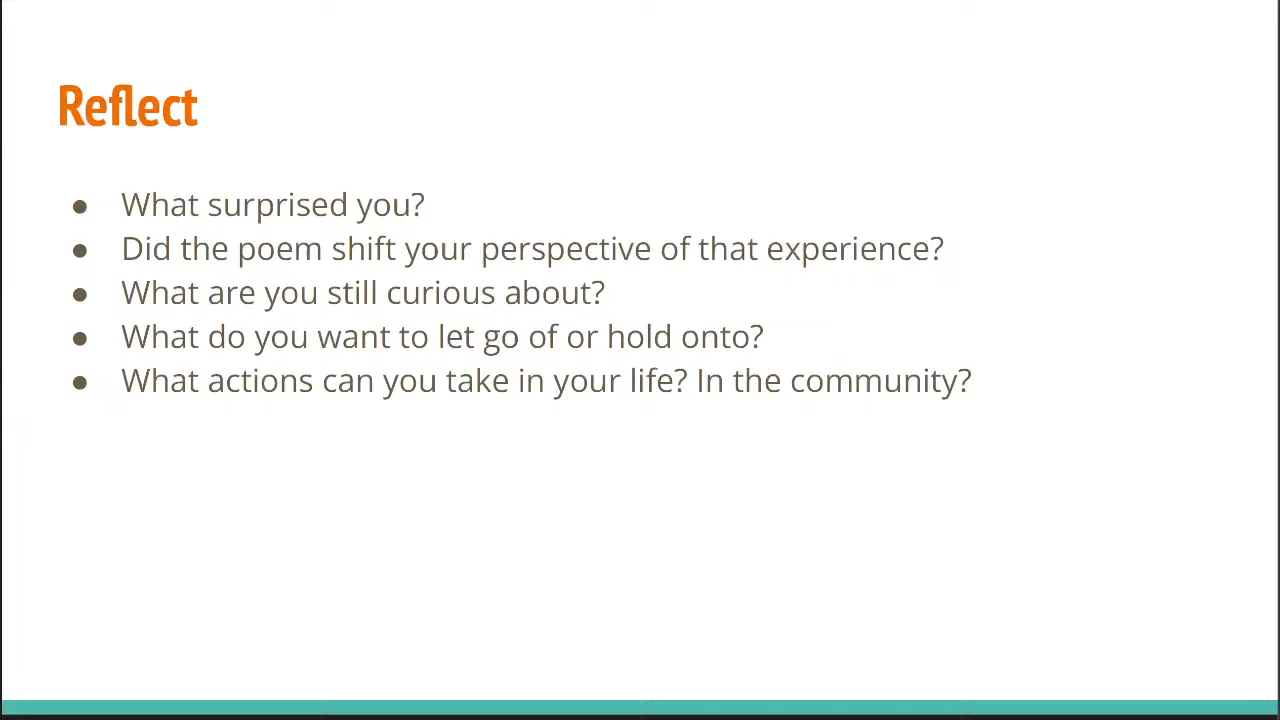 Reflect
● What surprised you?
● Did the poem shift your perspective of that experience?
● What are you still curious about?
● What do you want to let go of or hold onto?
● What actions can you take in your life? In the community?